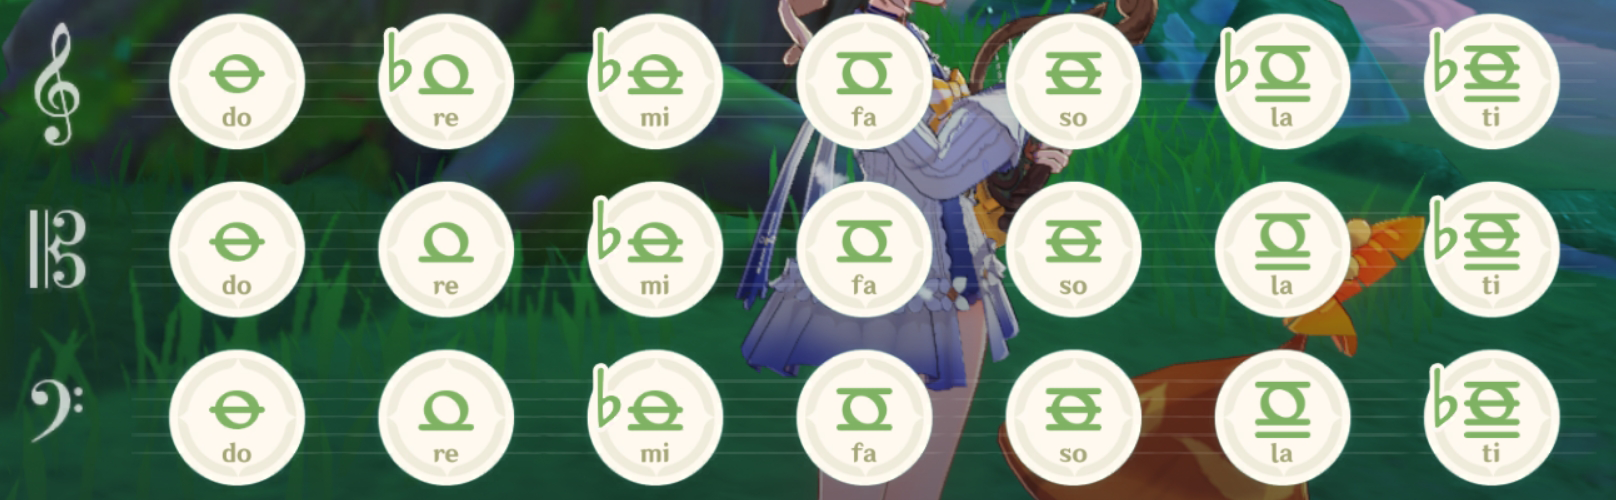 do ♭ re ♭ mi fa so ♭ la ♭ ti
do re ♭ mi fa so la ♭ ti
do re ♭ mi fa so la ♭ ti